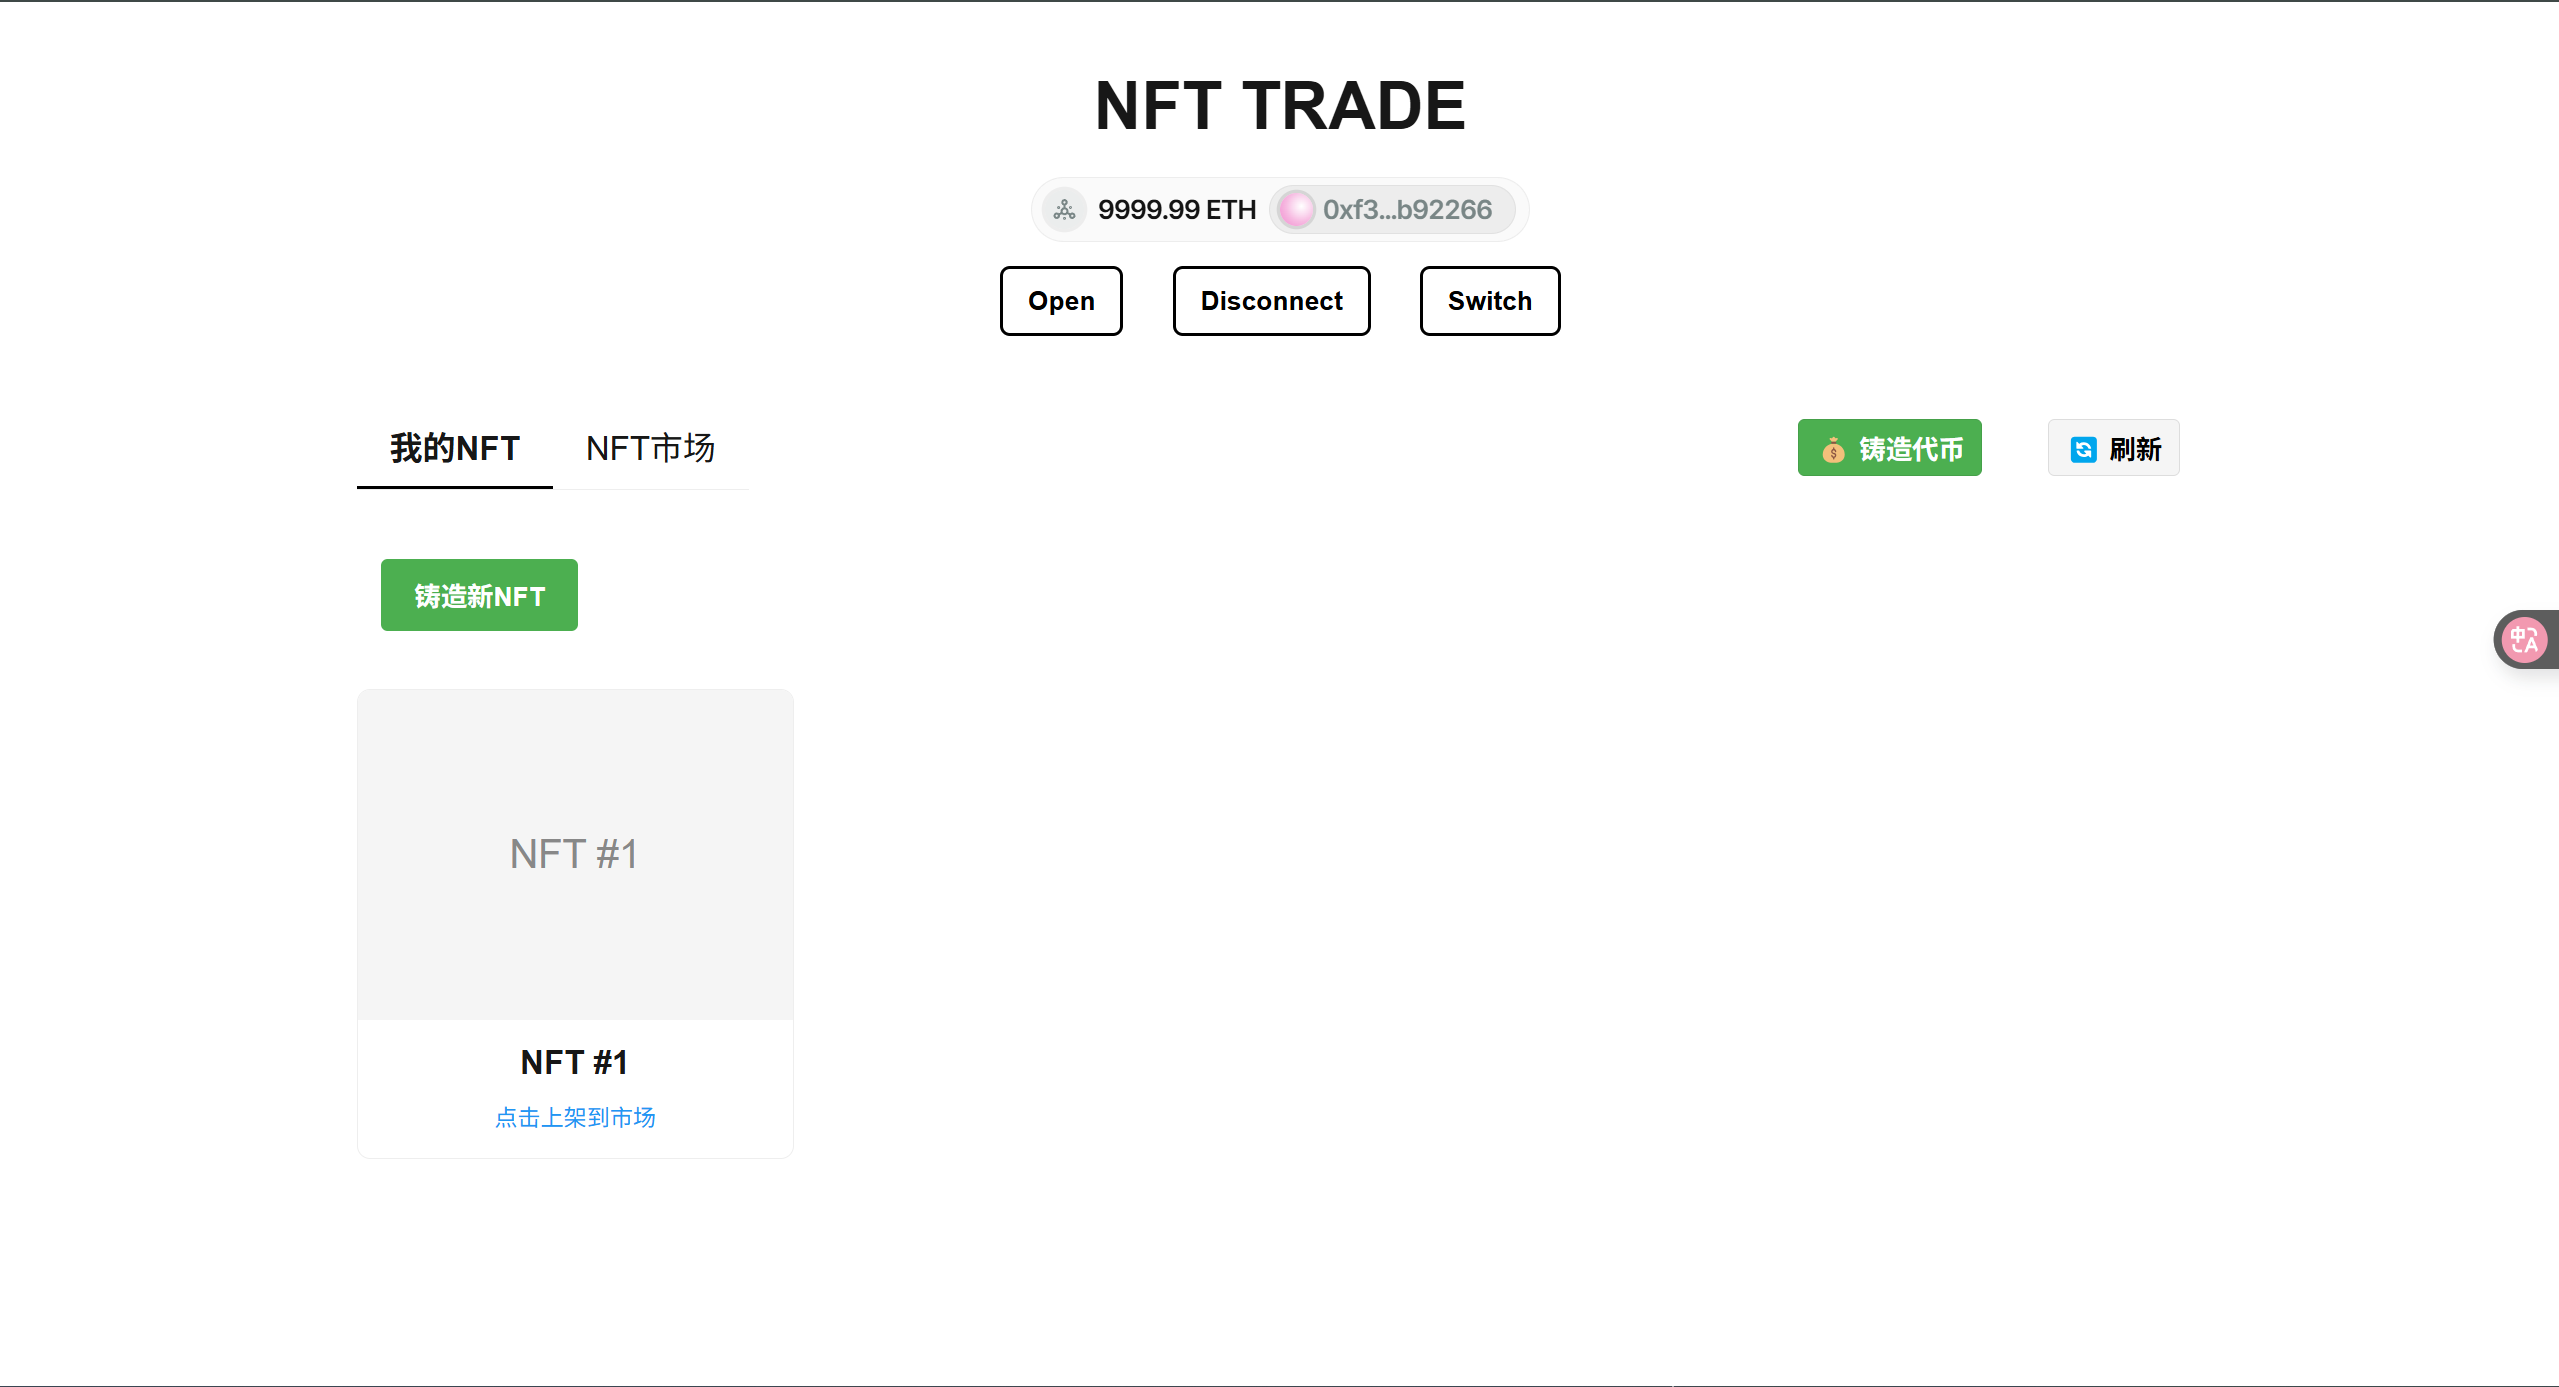 NFT TRADE
9999.99 ETH 0xf3...b92266
Open Disconnect Switch
我的NFT NFT市场 铸造代币 刷新
铸造新NFT
NFT #1
NFT #1
点击上架到市场
中A